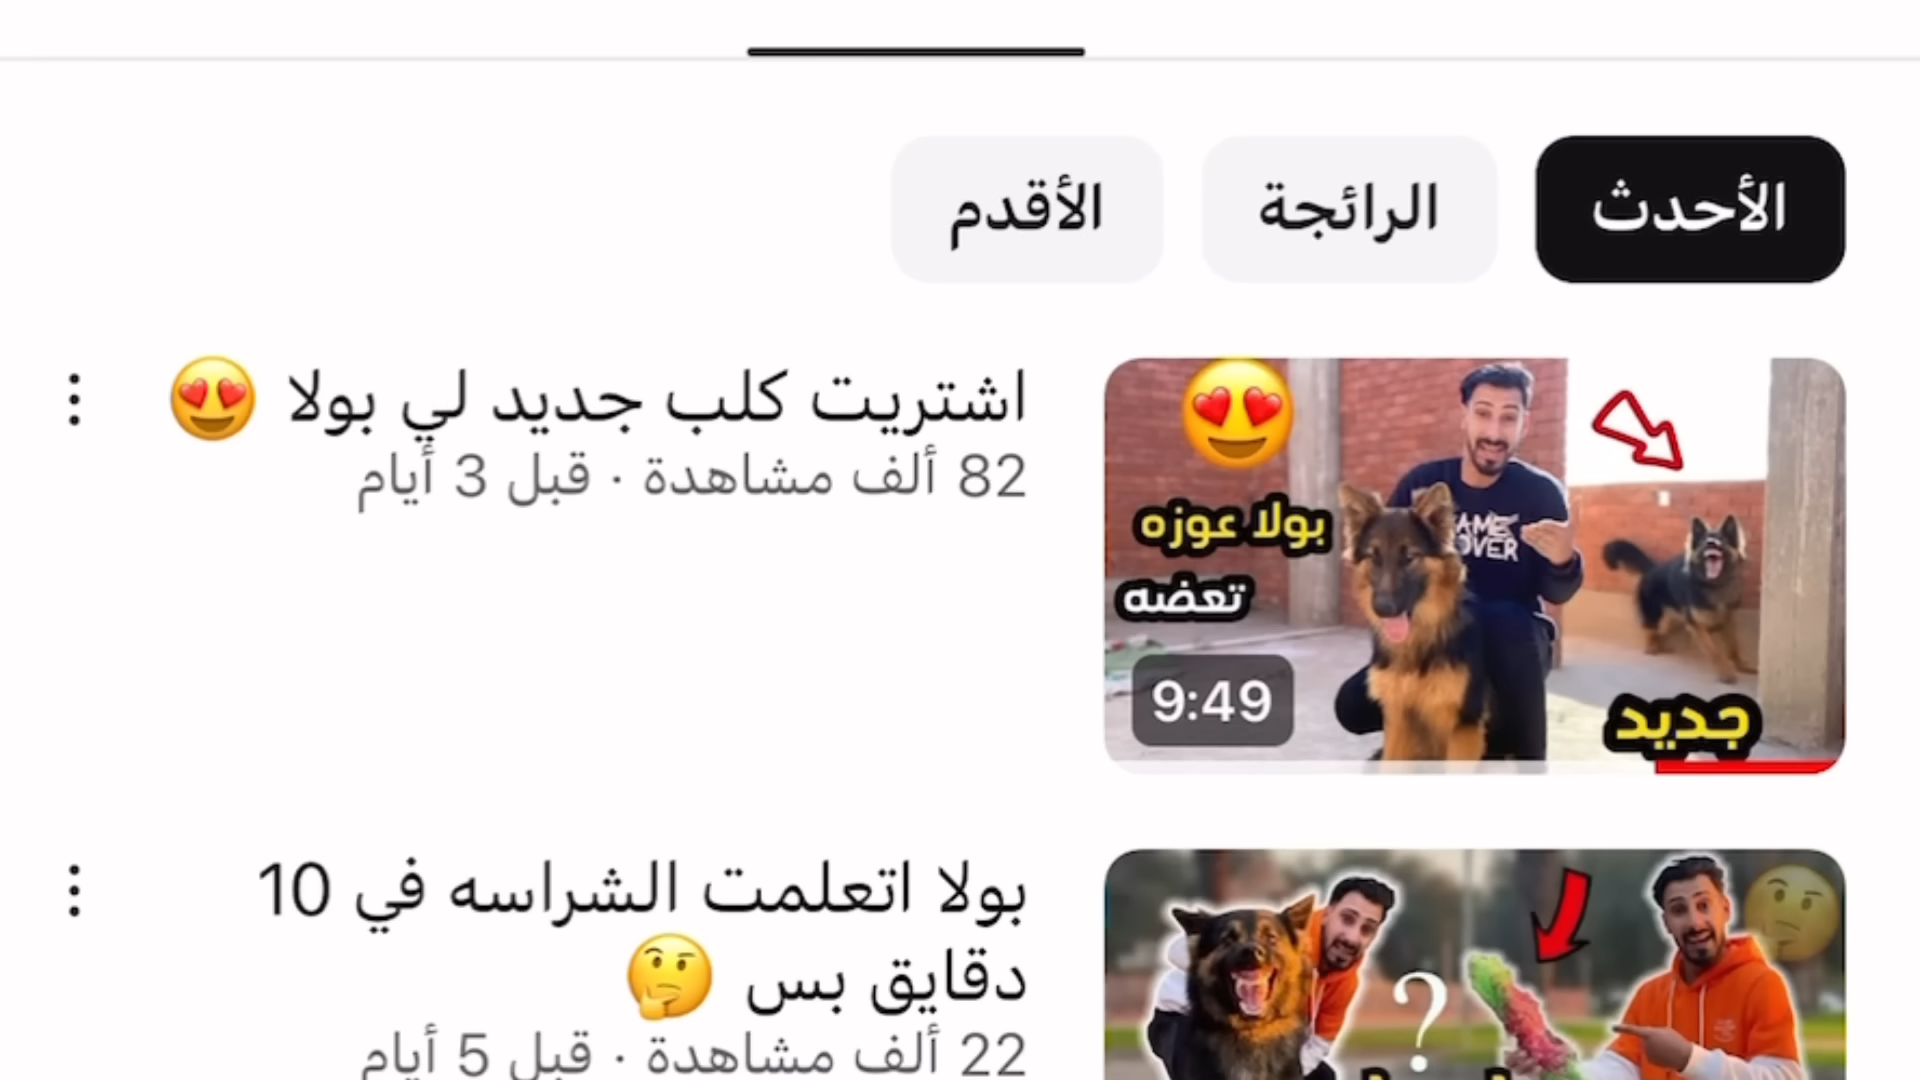 الأحدث
الرائجة
الأقدم
اشتريت كلب جديد لي بولا 😍
82 ألف مشاهدة · قبل 3 أيام
بولا عوزه
تعضه
GAME
OVER
جديد
9:49
بولا اتعلمت الشراسه في 10
دقايق بس 🤔
22 ألف مشاهدة · قبل 5 أيام
?